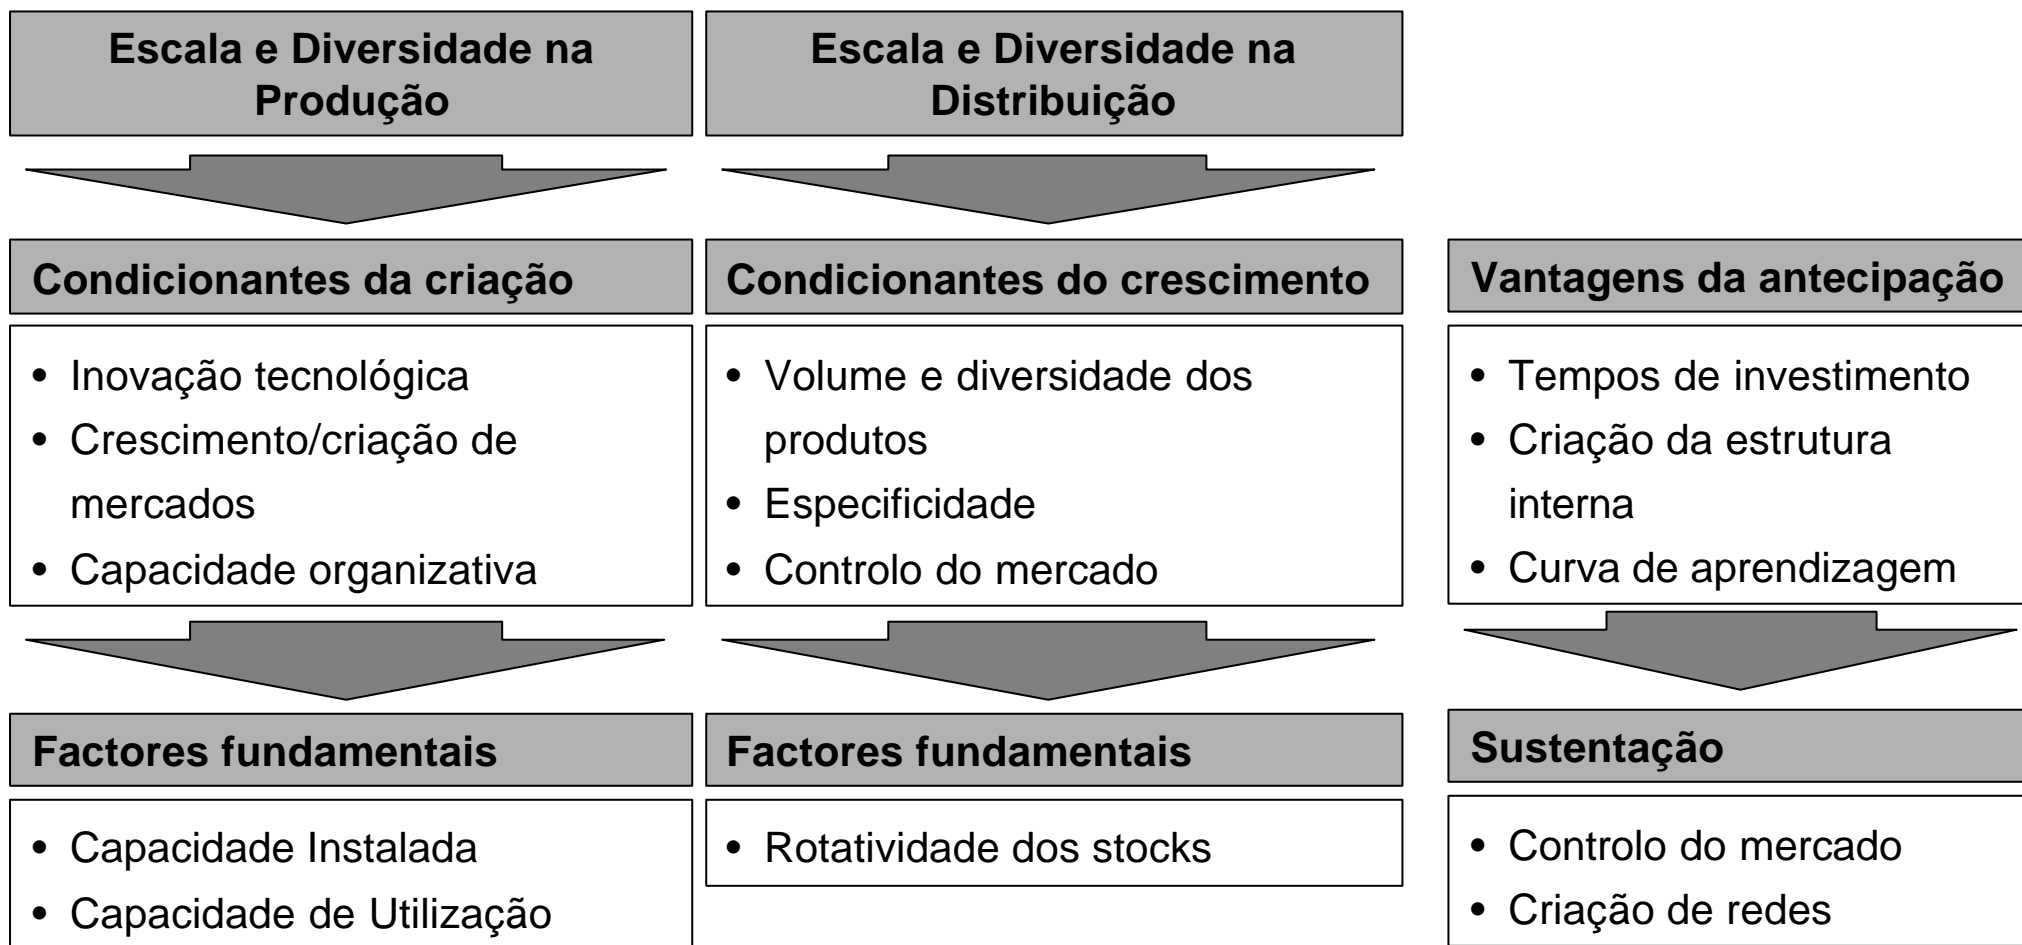 Escala e Diversidade na
Produção
Escala e Diversidade na
Distribuição
Condicionantes da criação
• Inovação tecnológica
• Crescimento/criação de
mercados
• Capacidade organizativa
Condicionantes do crescimento
• Volume e diversidade dos
produtos
• Especificidade
• Controlo do mercado
Vantagens da antecipação
• Tempos de investimento
• Criação da estrutura
interna
• Curva de aprendizagem
Factores fundamentais
• Capacidade Instalada
• Capacidade de Utilização
Factores fundamentais
• Rotatividade dos stocks
Sustentação
• Controlo do mercado
• Criação de redes